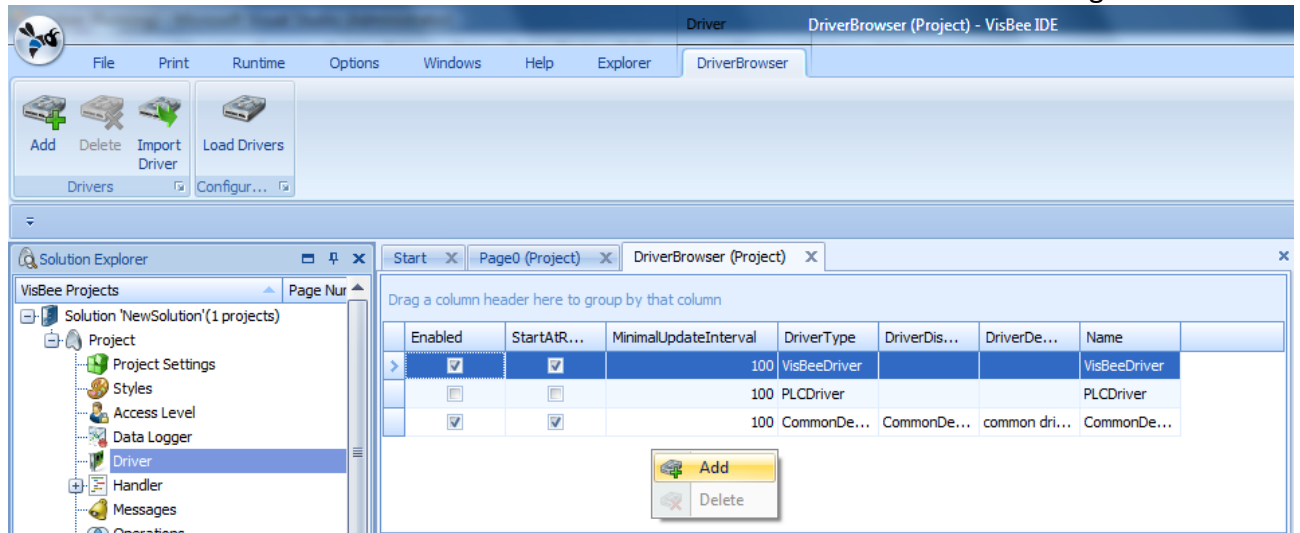 Driver DriverBrowser (Project) - VisBee IDE
File Print Runtime Options Windows Help Explorer DriverBrowser
Add Delete Import Driver Load Drivers
Drivers Configur...
Solution Explorer
Start Page0 (Project) DriverBrowser (Project)
VisBee Projects Page Nur
Drag a column header here to group by that column
Solution 'NewSolution'(1 projects)
Project
Project Settings
Styles
Access Level
Data Logger
Driver
Handler
Messages
Operations
Enabled StartAtR... MinimalUpdateInterval DriverType DriverDis... DriverDe... Name
100 VisBeeDriver VisBeeDriver
100 PLCDriver PLCDriver
100 CommonDe... CommonDe... common dri... CommonDe...
Add
Delete